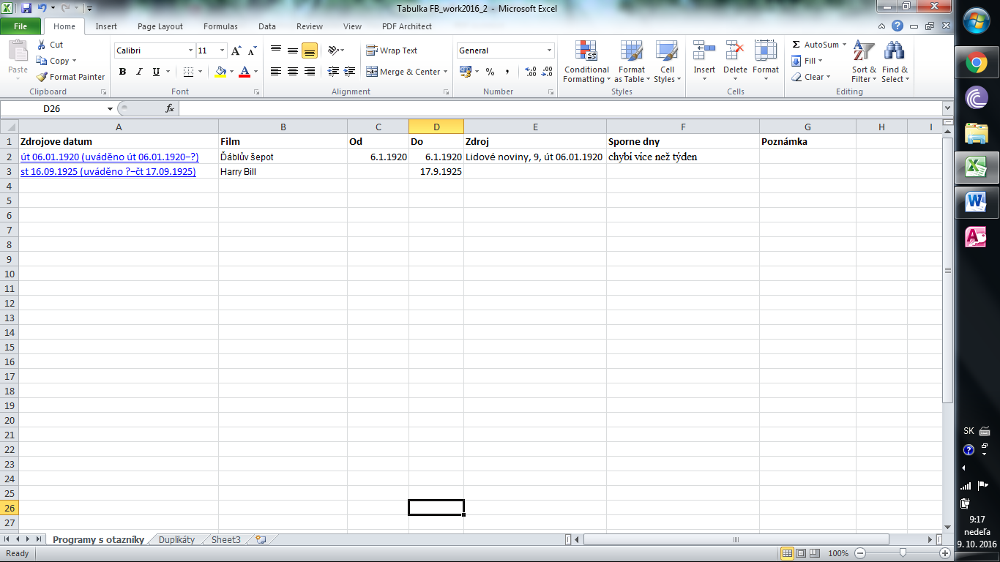 Tabulka FB_work2016_2 - Microsoft Excel
File Home Insert Page Layout Formulas Data Review View PDF Architect
Paste Cut Copy Format Painter Clipboard
Calibri 11 B I U Font
Wrap Text Merge & Center Alignment
General % , Number
Conditional Formatting Format as Table Cell Styles Styles
Insert Delete Format Cells
Σ AutoSum Fill Clear Sort & Filter Find & Select Editing
D26 fx
A B C D E F G H I
1 Zdrojove datum Film Od Do Zdroj Sporne dny Poznámka
2 út 06.01.1920 (uváděno út 06.01.1920–?) Ďáblův šepot 6.1.1920 6.1.1920 Lidové noviny, 9, út 06.01.1920 chybí více než týden
3 st 16.09.1925 (uváděno ?–čt 17.09.1925) Harry Bill 17.9.1925
4
5
6
7
8
9
10
11
12
13
14
15
16
17
18
19
20
21
22
23
24
25
26
27
Programy s otazníky Duplikáty Sheet3
Ready 100%
SK
9:17
nedeľa
9. 10. 2016